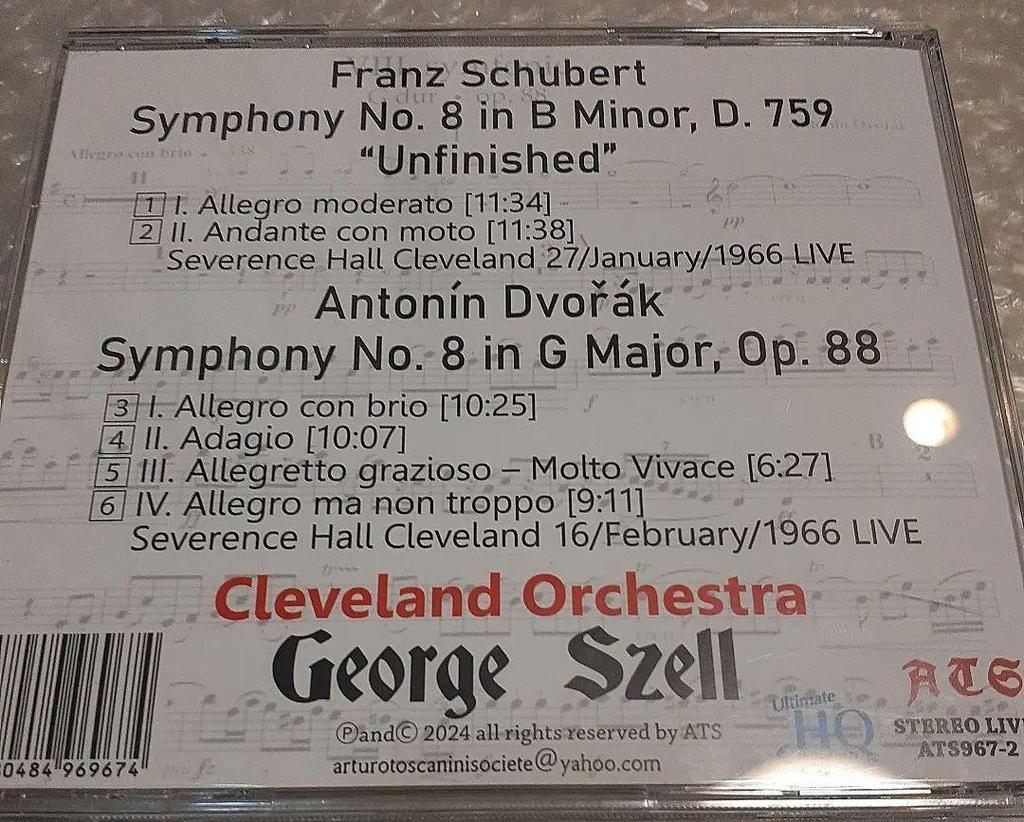 Franz Schubert
Symphony No. 8 in B Minor, D. 759
“Unfinished”
1 I. Allegro moderato [11:34]
2 II. Andante con moto [11:38]
Severence Hall Cleveland 27/January/1966 LIVE
Antonín Dvořák
Symphony No. 8 in G Major, Op. 88
3 I. Allegro con brio [10:25]
4 II. Adagio [10:07]
5 III. Allegretto grazioso – Molto Vivace [6:27]
6 IV. Allegro ma non troppo [9:11]
Severence Hall Cleveland 16/February/1966 LIVE
Cleveland Orchestra
George Szell
ⓅandⒸ 2024 all rights reserved by ATS
arturotoscaninisociete@yahoo.com
0484 969674
Ultimate
HQ
ATS
STEREO LIV
ATS967-2